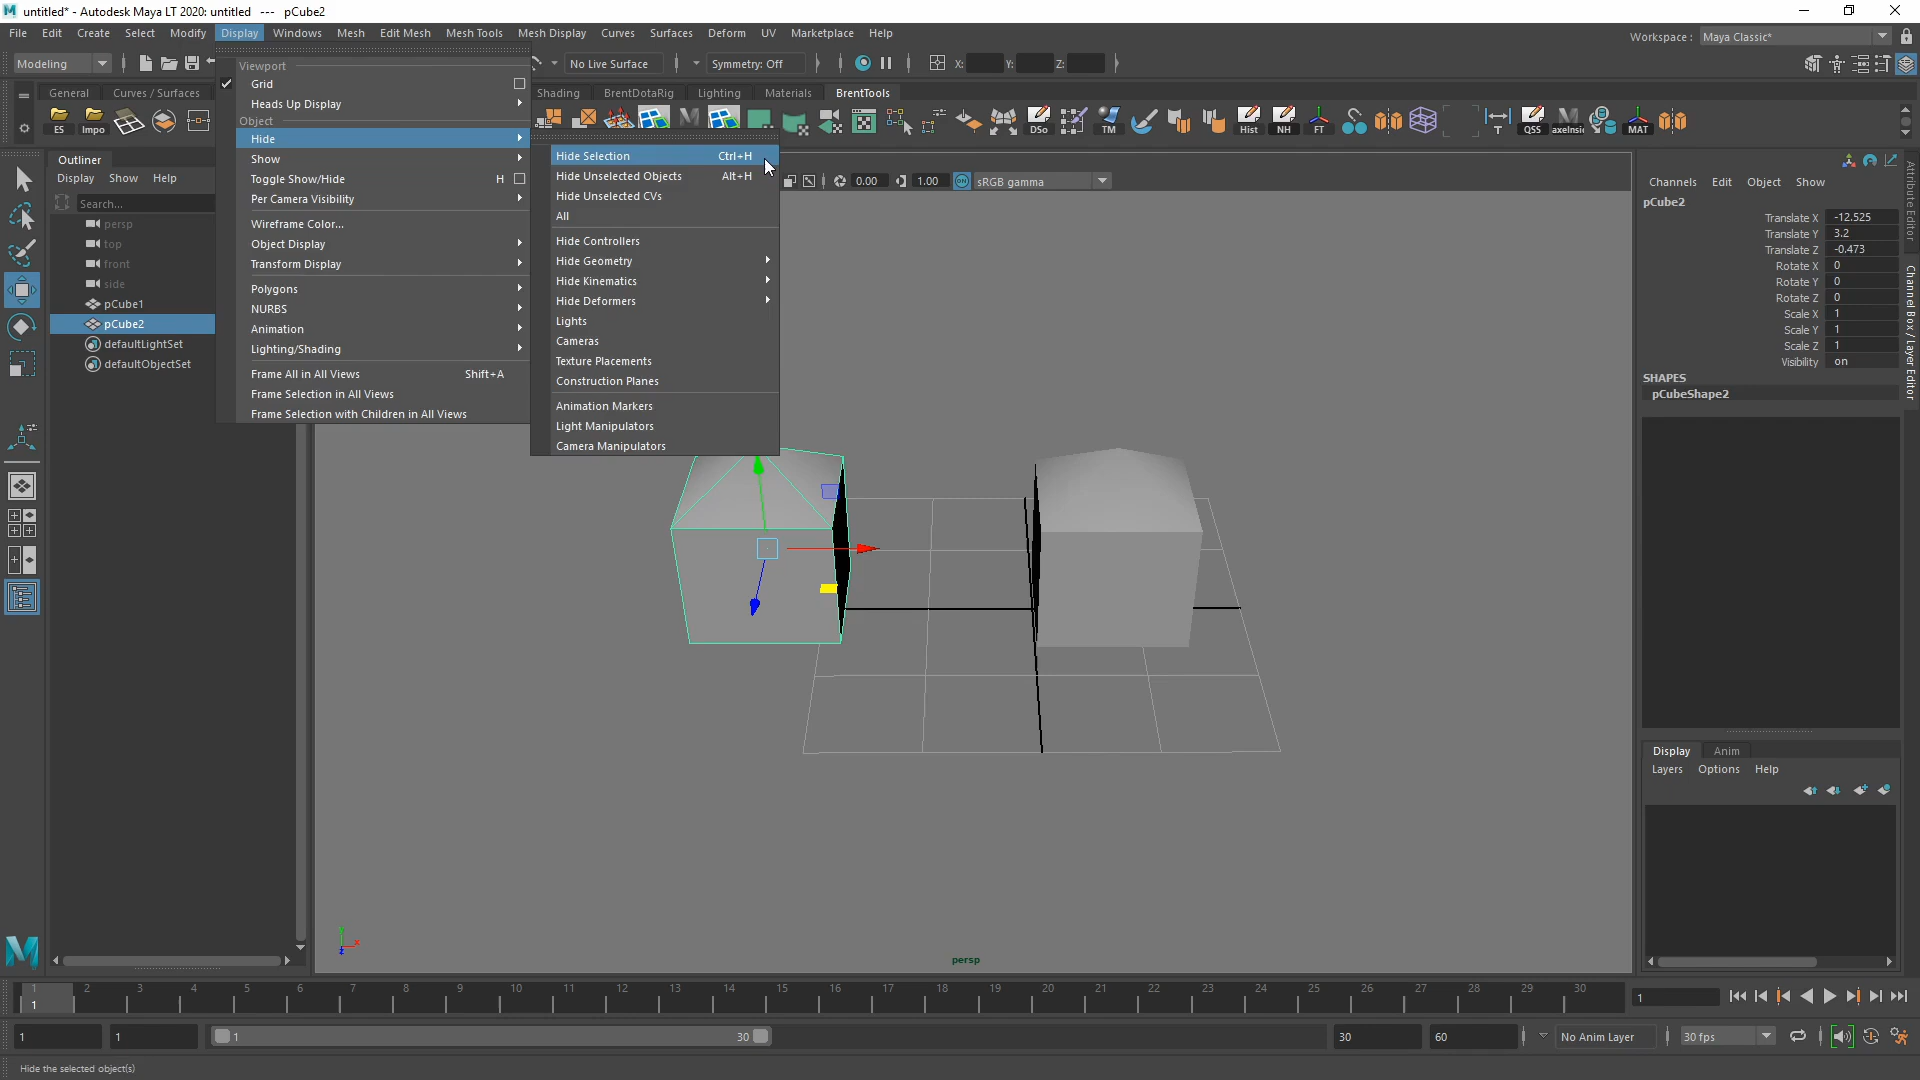 untitled* - Autodesk Maya LT 2020: untitled --- pCube2
File Edit Create Select Modify Display Windows Mesh Edit Mesh Mesh Tools Mesh Display Curves Surfaces Deform UV Marketplace Help
Workspace : Maya Classic*
Modeling
No Live Surface
Symmetry: Off
X: Y: Z:
General Curves / Surfaces
Shading BrentDotaRig Lighting Materials BrentTools
ES Impo
DSo TM Hist NH FT QSS axeInsic MAT
Outliner
Display Show Help
Search...
persp
top
front
side
pCube1
pCube2
defaultLightSet
defaultObjectSet
Viewport
Grid
Heads Up Display
Object
Hide
Show
Toggle Show/Hide H
Per Camera Visibility
Wireframe Color...
Object Display
Transform Display
Polygons
NURBS
Animation
Lighting/Shading
Frame All in All Views Shift+A
Frame Selection in All Views
Frame Selection with Children in All Views
Hide Selection Ctrl+H
Hide Unselected Objects Alt+H
Hide Unselected CVs
All
Hide Controllers
Hide Geometry
Hide Kinematics
Hide Deformers
Lights
Cameras
Texture Placements
Construction Planes
Animation Markers
Light Manipulators
Camera Manipulators
0.00 1.00 ON sRGB gamma
y x z
persp
Channels Edit Object Show
pCube2
Translate X -12.525
Translate Y 3.2
Translate Z -0.473
Rotate X 0
Rotate Y 0
Rotate Z 0
Scale X 1
Scale Y 1
Scale Z 1
Visibility on
SHAPES
pCubeShape2
Attribute Editor
Channel Box / Layer Editor
Display Anim
Layers Options Help
1 2 3 4 5 6 7 8 9 10 11 12 13 14 15 16 17 18 19 20 21 22 23 24 25 26 27 28 29 30
1
1
1 1 1 30 30 60 No Anim Layer 30 fps
Hide the selected object(s)